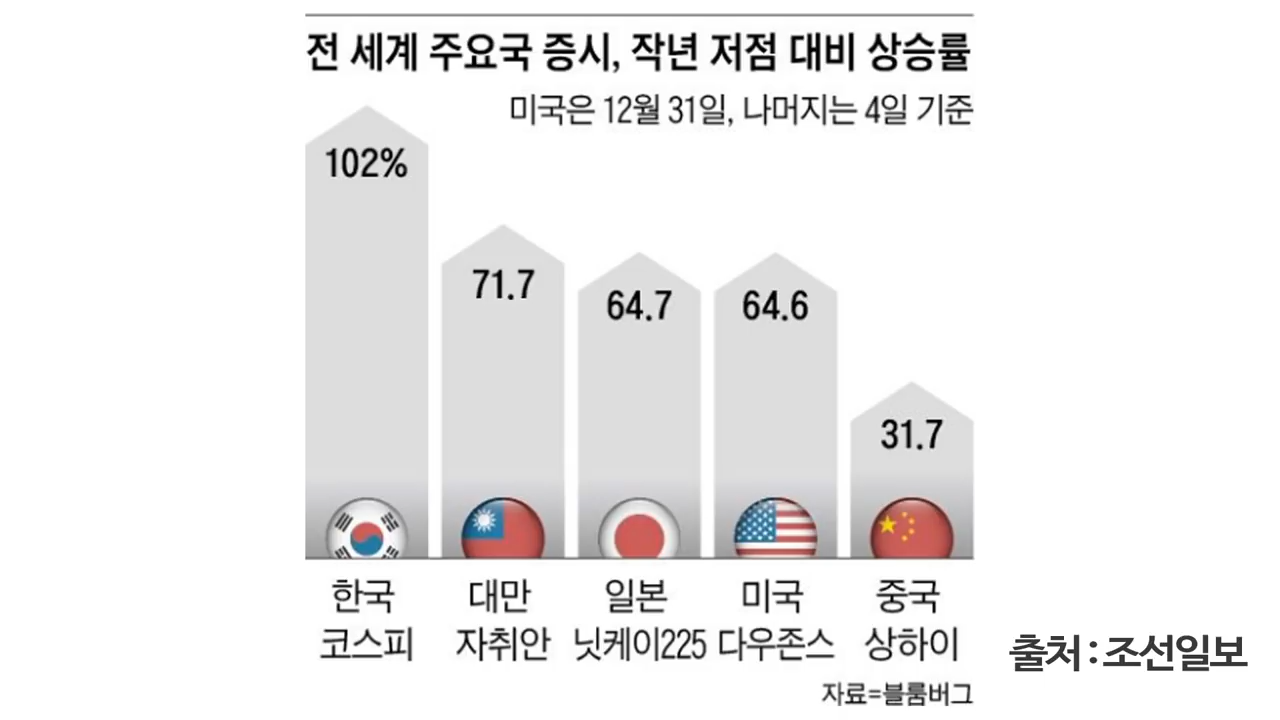 전 세계 주요국 증시, 작년 저점 대비 상승률
미국은 12월 31일, 나머지는 4일 기준
102%
71.7
64.7
64.6
31.7
한국
코스피
대만
자취안
일본
닛케이225
미국
다우존스
중국
상하이
출처 : 조선일보
자료=블룸버그